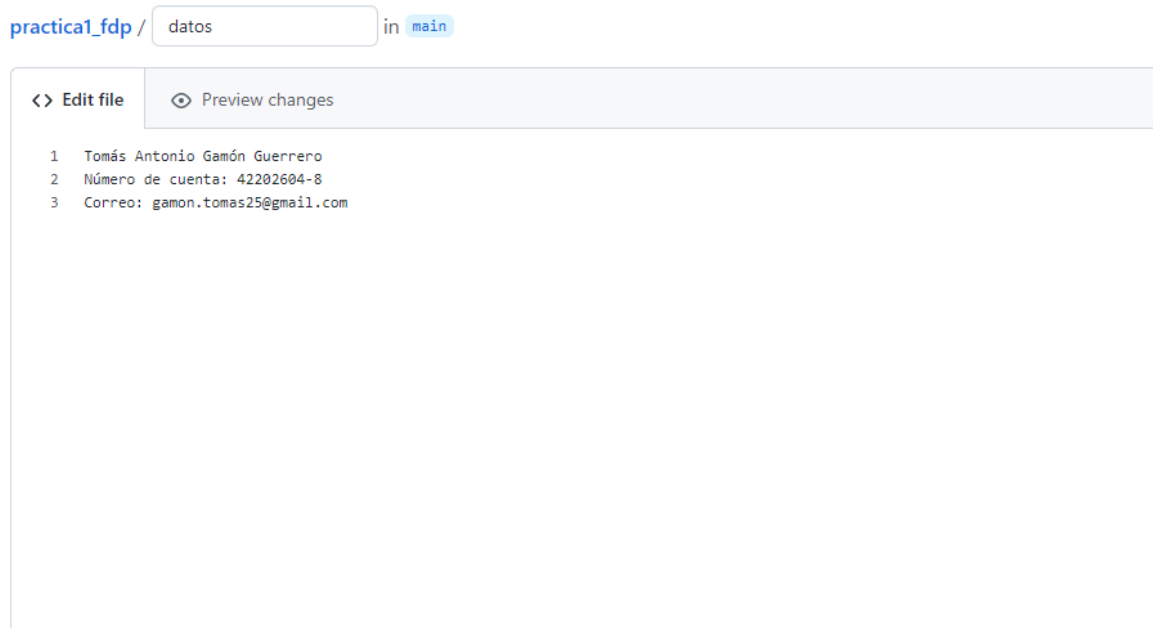 practica1_fdp / datos in main
<> Edit file Preview changes
1 Tomás Antonio Gamón Guerrero
2 Número de cuenta: 42202604-8
3 Correo: gamon.tomas25@gmail.com